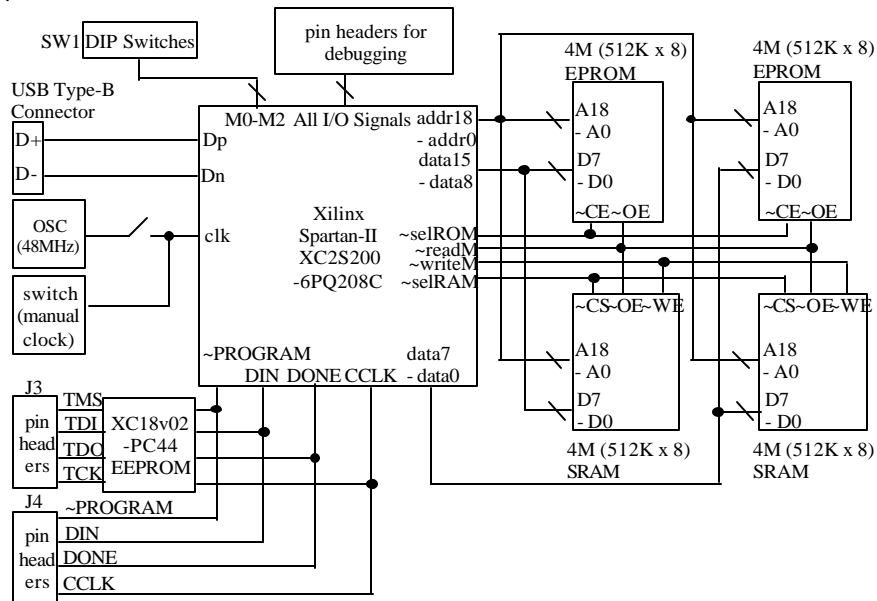 SW1 DIP Switches
pin headers for
debugging
4M (512K x 8)
EPROM
4M (512K x 8)
EPROM
USB Type-B
Connector
D+
D-
M0-M2 All I/O Signals addr18
- addr0
Dp
data15
- data8
Dn
A18
- A0
D7
- D0
~CE~OE
A18
- A0
D7
- D0
~CE~OE
OSC
(48MHz)
clk
Xilinx
Spartan-II
XC2S200
-6PQ208C
~selROM
~readM
~writeM
~selRAM
switch
(manual
clock)
~CS~OE~WE
A18
- A0
D7
- D0
~CS~OE~WE
A18
- A0
D7
- D0
~PROGRAM
data7
DIN DONE CCLK - data0
4M (512K x 8)
SRAM
4M (512K x 8)
SRAM
J3
pin
head
ers
TMS
TDI
TDO
TCK
XC18v02
-PC44
EEPROM
J4
pin
head
ers
~PROGRAM
DIN
DONE
CCLK